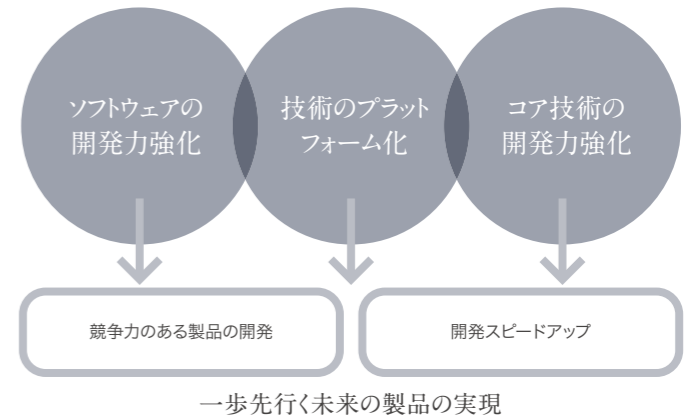 ソフトウェアの
開発力強化
技術のプラット
フォーム化
コア技術の
開発力強化
競争力のある製品の開発
開発スピードアップ
一歩先行く未来の製品の実現